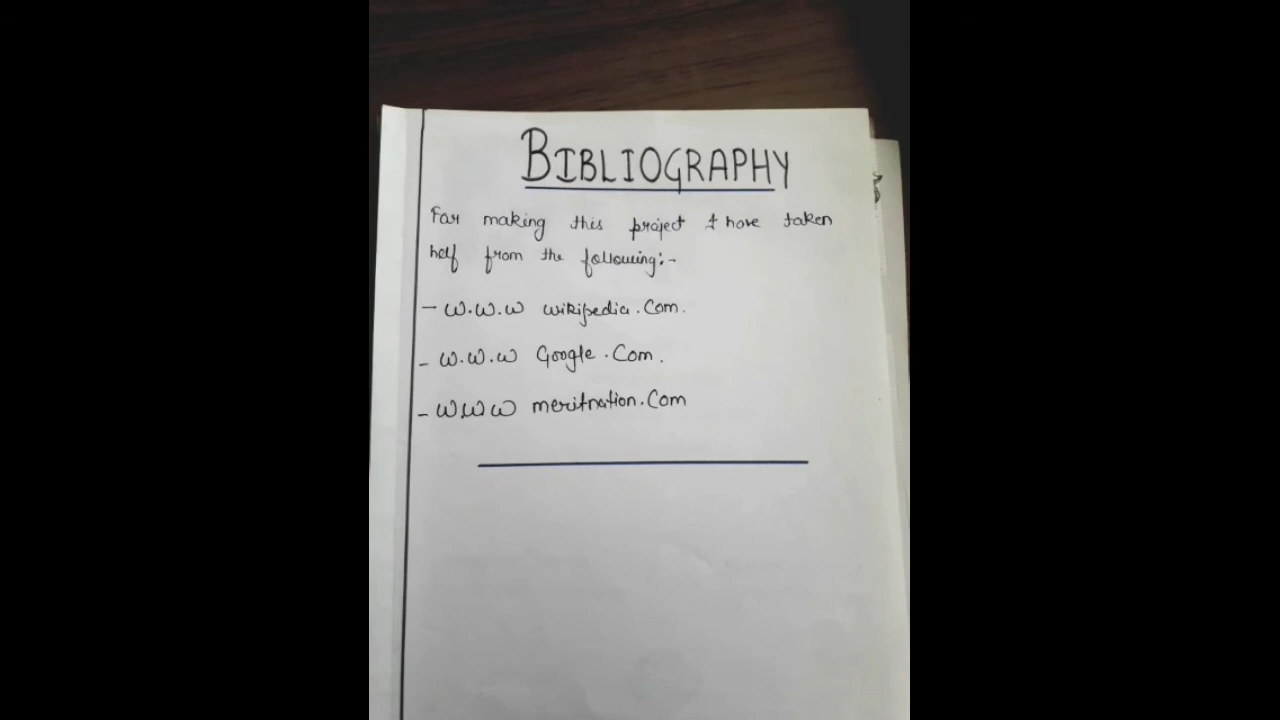 BIBLIOGRAPHY
For making this project I have taken
help from the following:-
- W.W.W wikipedia.Com.
- W.W.W Google.Com.
- WWW meritnation.Com